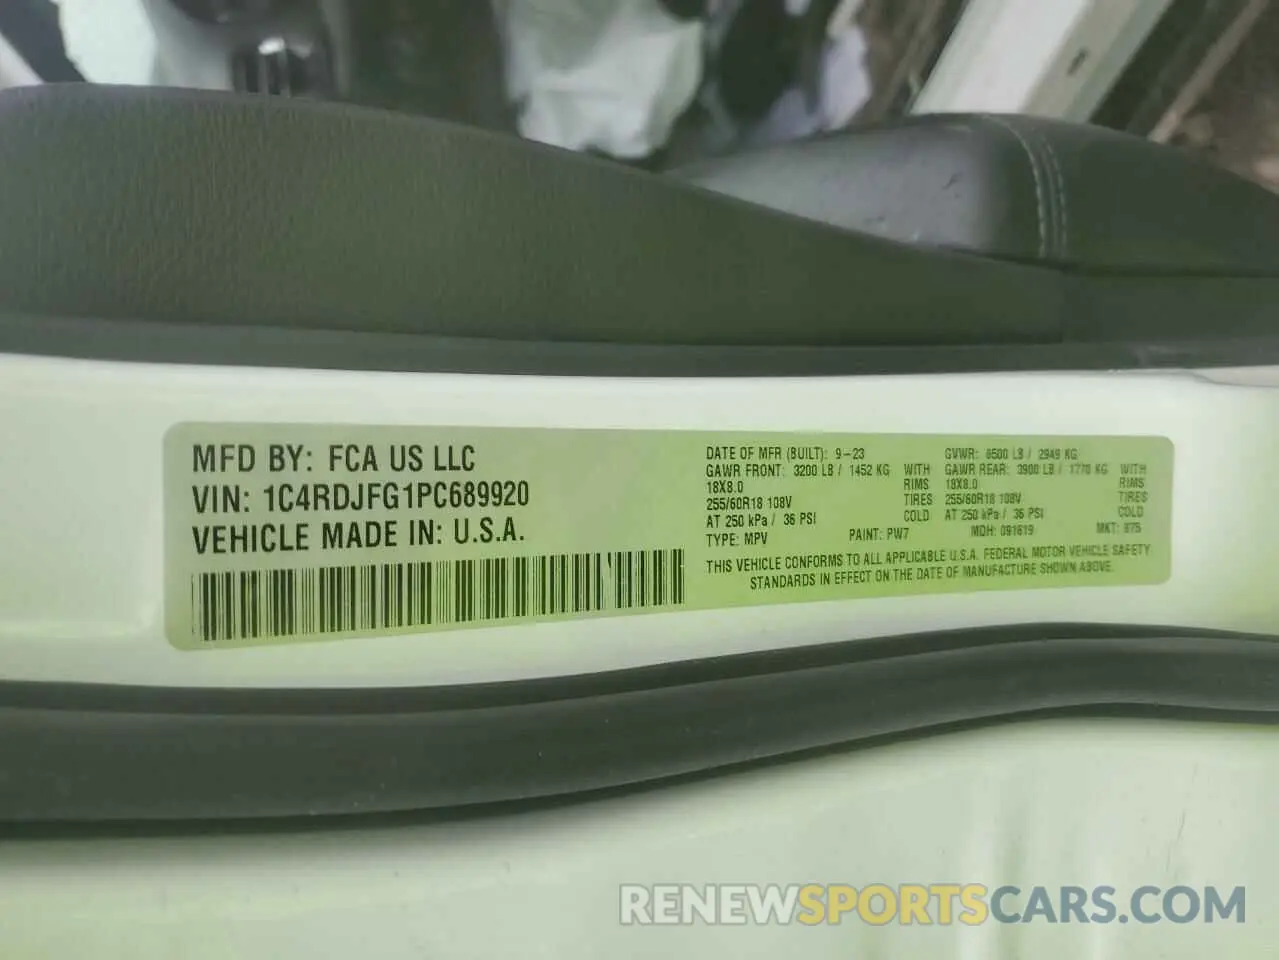 MFD BY: FCA US LLC
VIN: 1C4RDJFG1PC689920
VEHICLE MADE IN: U.S.A.
DATE OF MFR (BUILT): 9-23 GVWR: 6500 LB / 2949 KG
GAWR FRONT: 3200 LB / 1452 KG WITH GAWR REAR: 3900 LB / 1770 KG WITH
18X8.0 RIMS 18X8.0 RIMS
255/60R18 108V TIRES 255/60R18 108V TIRES
AT 250 kPa / 36 PSI COLD AT 250 kPa / 36 PSI COLD
TYPE: MPV PAINT: PW7 MDH: 091619 MKT: 875
THIS VEHICLE CONFORMS TO ALL APPLICABLE U.S.A. FEDERAL MOTOR VEHICLE SAFETY
STANDARDS IN EFFECT ON THE DATE OF MANUFACTURE SHOWN ABOVE.
RENEWSPORTSCARS.COM